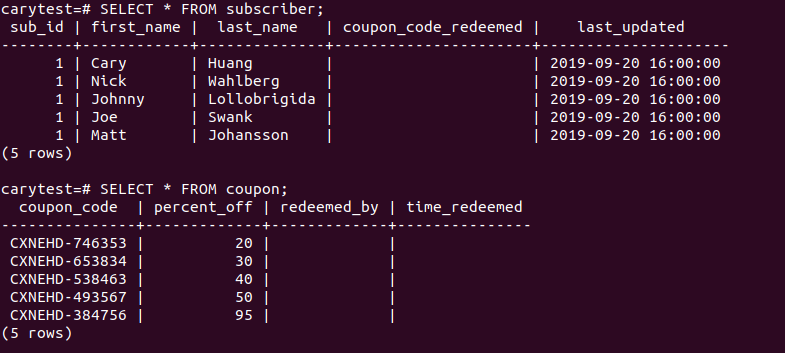 carytest=# SELECT * FROM subscriber;
 sub_id | first_name |  last_name   | coupon_code_redeemed |    last_updated
--------+------------+--------------+----------------------+---------------------
      1 | Cary       | Huang        |                      | 2019-09-20 16:00:00
      1 | Nick       | Wahlberg     |                      | 2019-09-20 16:00:00
      1 | Johnny     | Lollobrigida |                      | 2019-09-20 16:00:00
      1 | Joe        | Swank        |                      | 2019-09-20 16:00:00
      1 | Matt       | Johansson    |                      | 2019-09-20 16:00:00
(5 rows)

carytest=# SELECT * FROM coupon;
  coupon_code  | percent_off | redeemed_by | time_redeemed
---------------+-------------+-------------+---------------
 CXNEHD-746353 |          20 |             |
 CXNEHD-653834 |          30 |             |
 CXNEHD-538463 |          40 |             |
 CXNEHD-493567 |          50 |             |
 CXNEHD-384756 |          95 |             |
(5 rows)